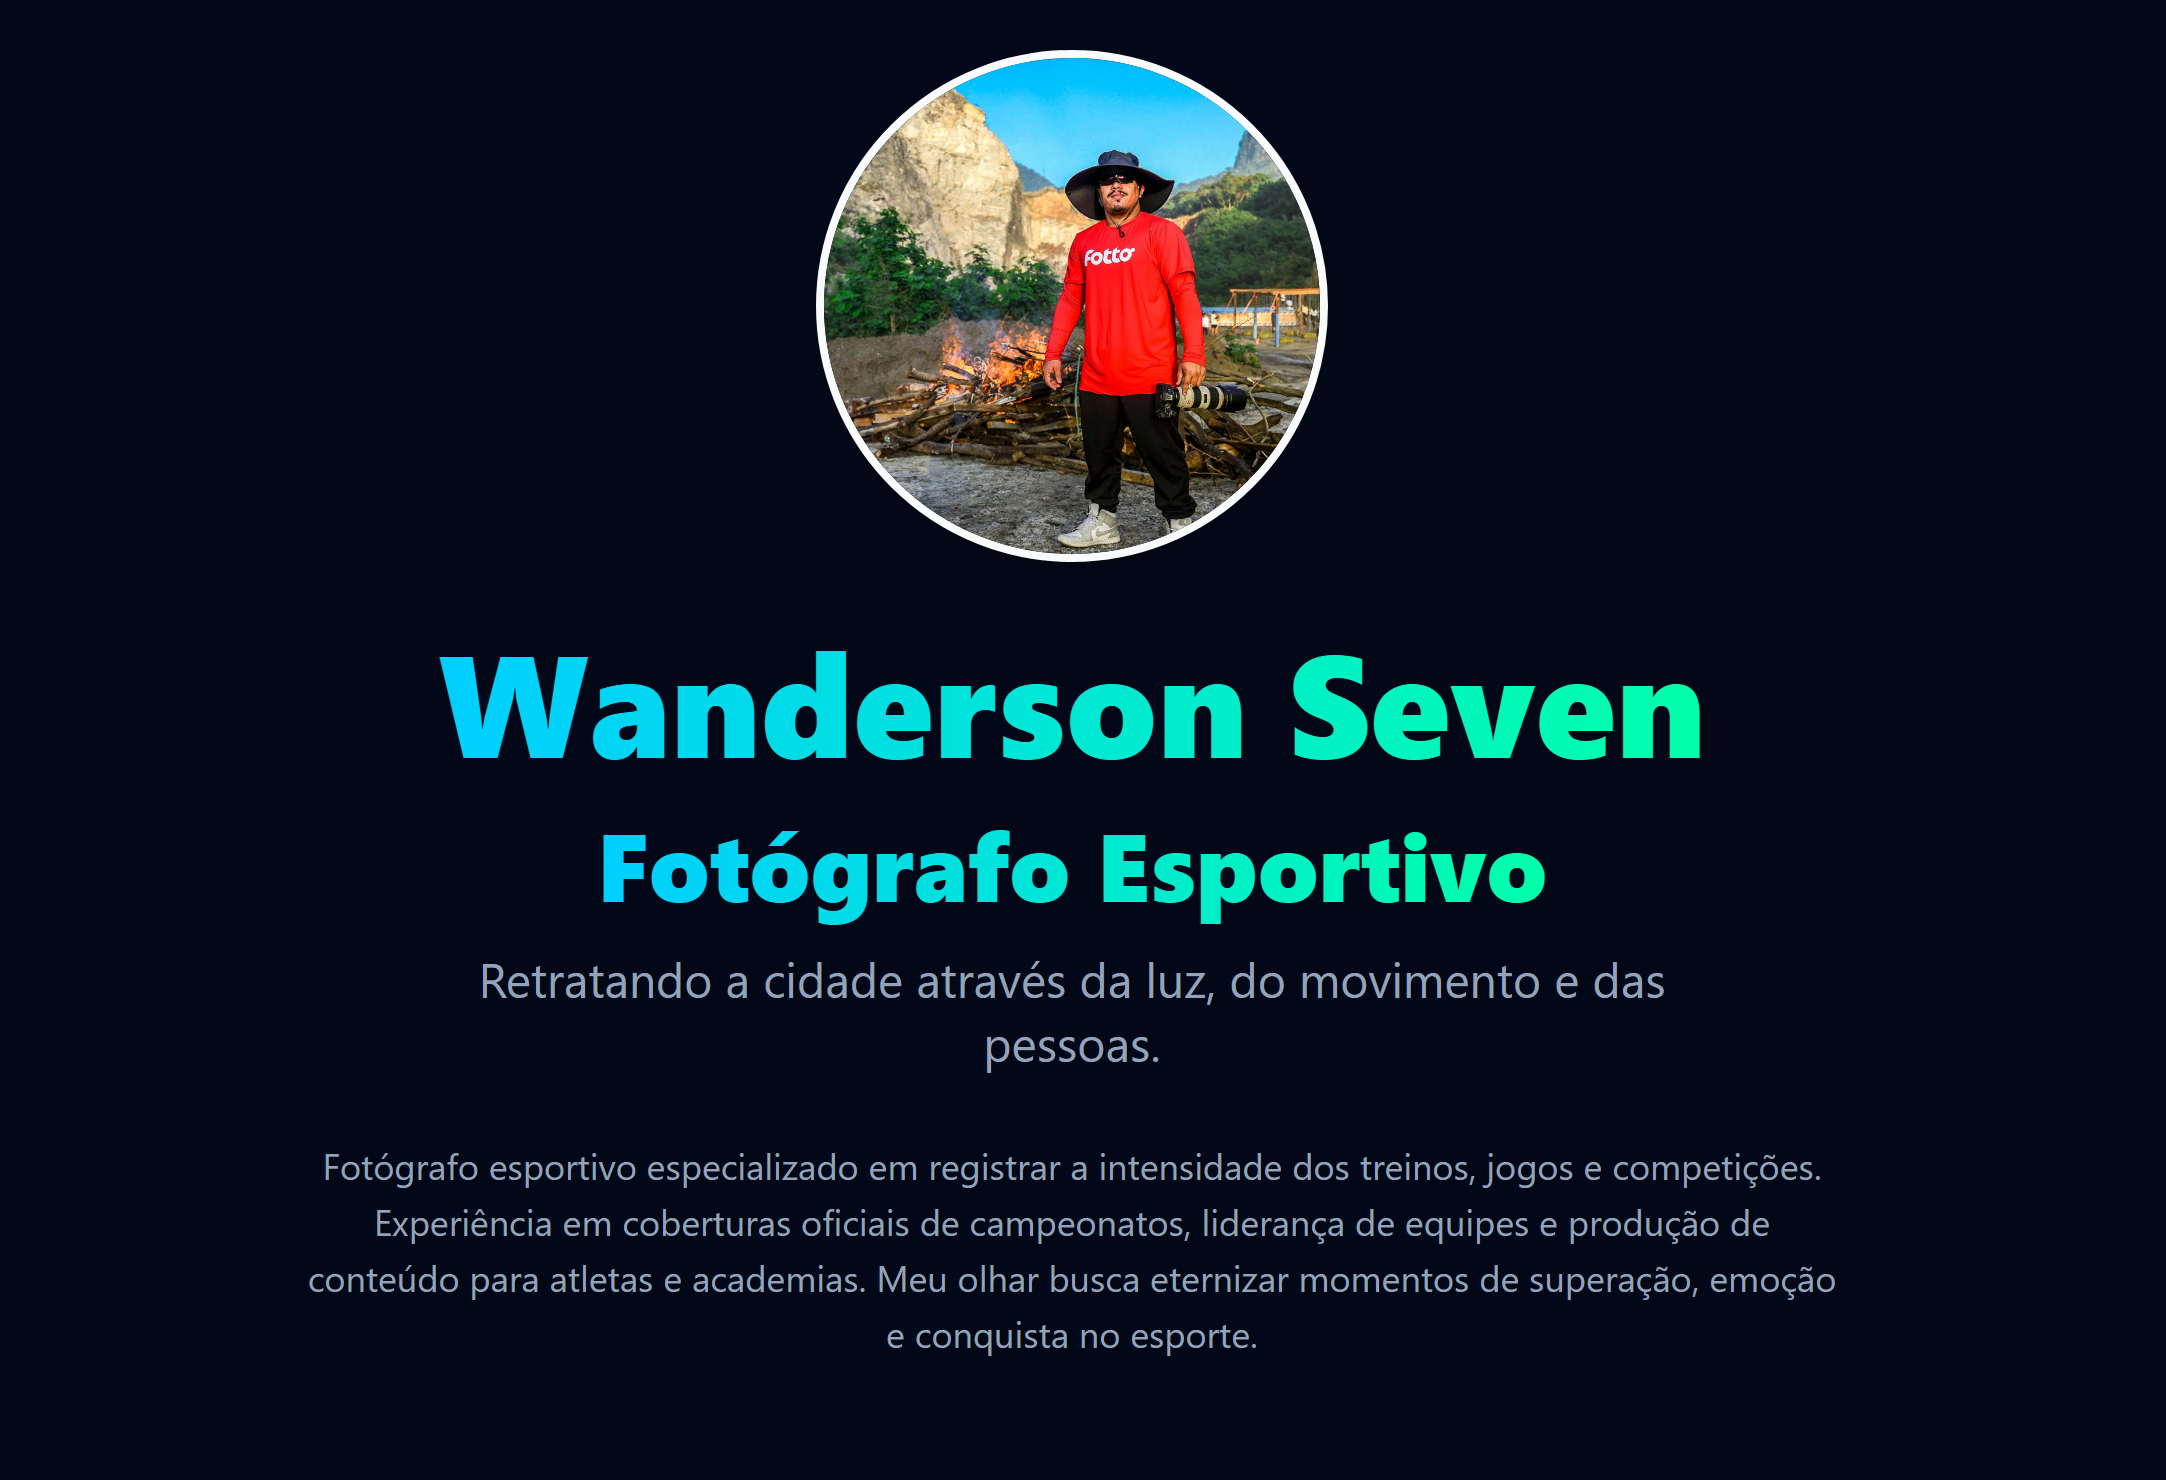 Fotto
Wanderson Seven
Fotógrafo Esportivo
Retratando a cidade através da luz, do movimento e das
pessoas.
Fotógrafo esportivo especializado em registrar a intensidade dos treinos, jogos e competições.
Experiência em coberturas oficiais de campeonatos, liderança de equipes e produção de
conteúdo para atletas e academias. Meu olhar busca eternizar momentos de superação, emoção
e conquista no esporte.